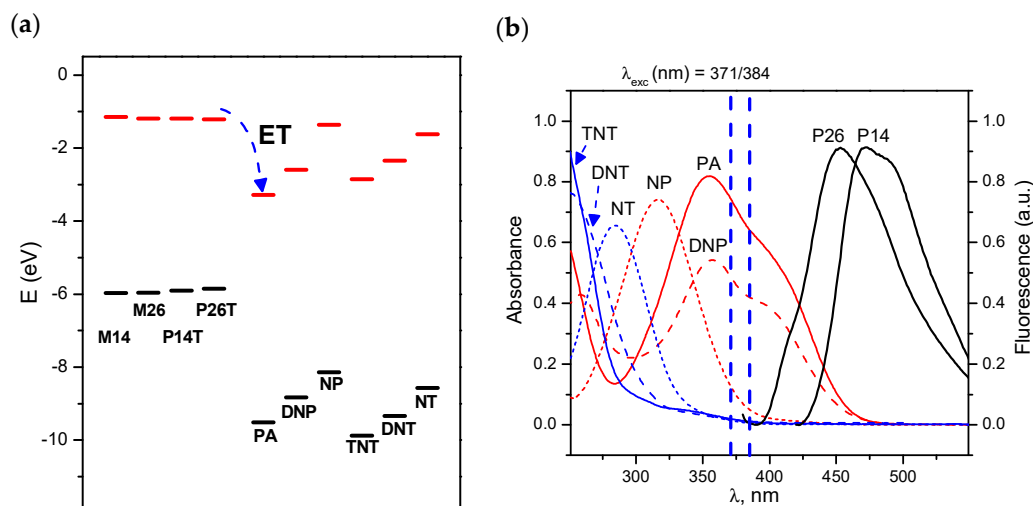 (a)
0
-2
-4
-6
-8
-10
E (eV)
ET
M14
M26
P14T
P26T
PA
DNP
NP
TNT
DNT
NT
(b)
λexc (nm) = 371/384
1.0
0.8
0.6
0.4
0.2
0.0
Absorbance
TNT
DNT
NT
NP
PA
DNP
P26 P14
1.0
0.8
0.6
0.4
0.2
0.0
Fluorescence (a.u.)
300 350 400 450 500
λ, nm